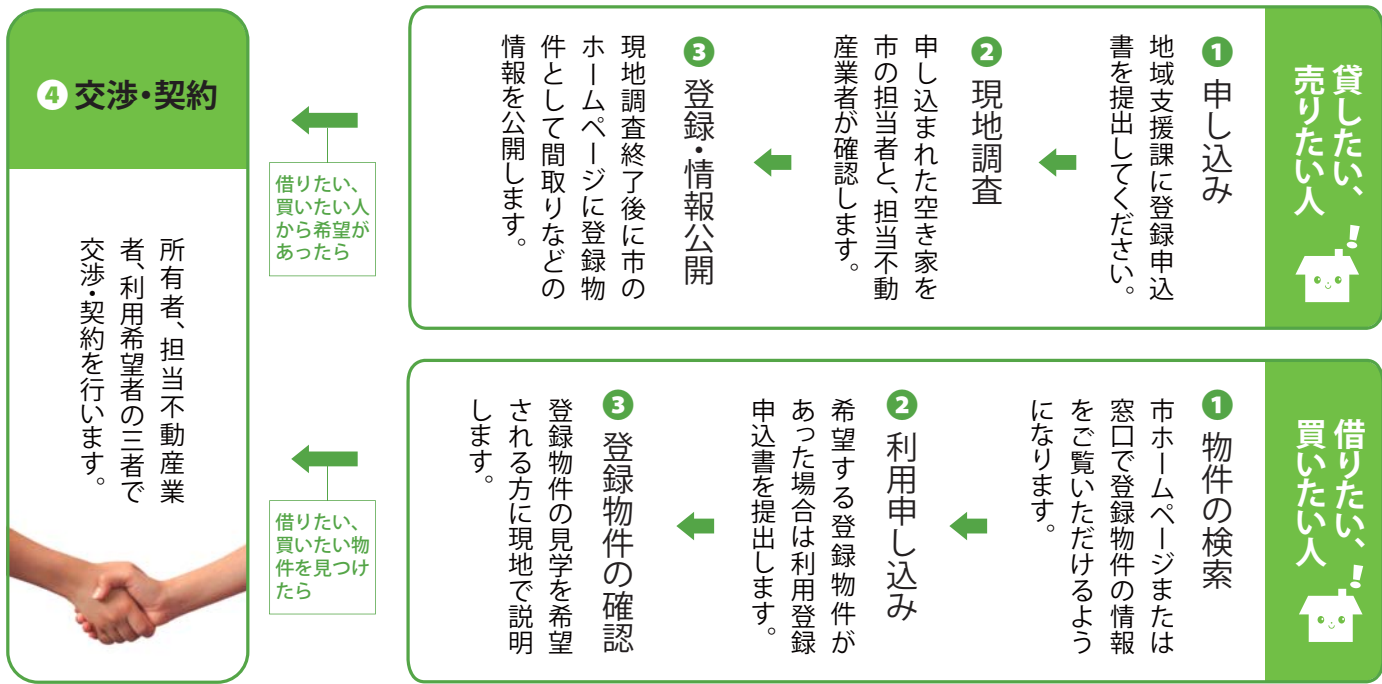 貸したい、
売りたい人
❶ 申し込み
地域支援課に登録申込
書を提出してください。
❷ 現地調査
申し込まれた空き家を
市の担当者と、担当不動
産業者が確認します。
❸ 登録・情報公開
現地調査終了後に市の
ホームページに登録物
件として間取りなどの
情報を公開します。
借りたい、
買いたい人
から希望が
あったら
借りたい、
買いたい人
❶ 物件の検索
市ホームページまたは
窓口で登録物件の情報
をご覧いただけるよう
になります。
❷ 利用申し込み
希望する登録物件が
あった場合は利用登録
申込書を提出します。
❸ 登録物件の確認
登録物件の見学を希望
される方に現地で説明
します。
借りたい、
買いたい物
件を見つけ
たら
❹ 交渉・契約
所有者、担当不動産業
者、利用希望者の三者で
交渉・契約を行います。